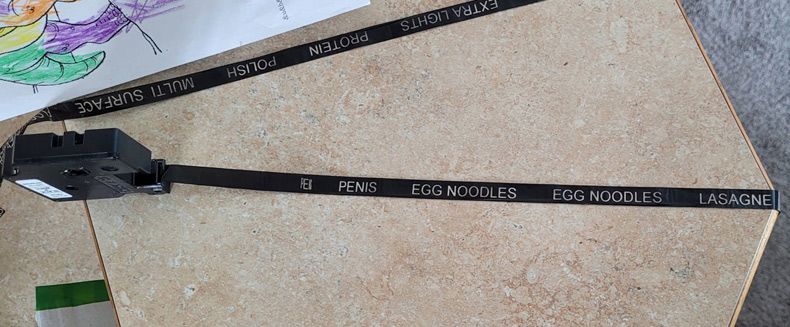 EXTRA LIGHTS PROTEIN POLISH MULTI SURFACE
PENIS EGG NOODLES EGG NOODLES LASAGNE